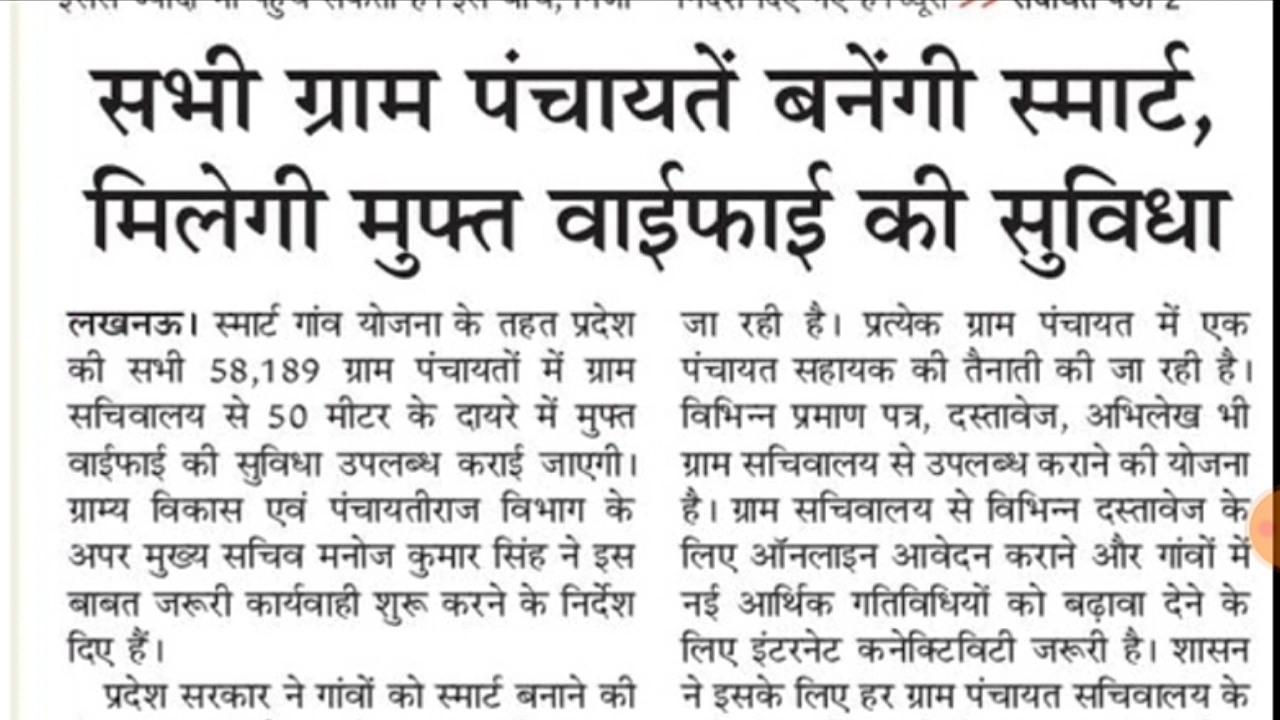 सभी ग्राम पंचायतें बनेंगी स्मार्ट,
मिलेगी मुफ्त वाईफाई की सुविधा
लखनऊ। स्मार्ट गांव योजना के तहत प्रदेश
की सभी 58,189 ग्राम पंचायतों में ग्राम
सचिवालय से 50 मीटर के दायरे में मुफ्त
वाईफाई की सुविधा उपलब्ध कराई जाएगी।
ग्राम्य विकास एवं पंचायतीराज विभाग के
अपर मुख्य सचिव मनोज कुमार सिंह ने इस
बाबत जरूरी कार्यवाही शुरू करने के निर्देश
दिए हैं।
प्रदेश सरकार ने गांवों को स्मार्ट बनाने की
जा रही है। प्रत्येक ग्राम पंचायत में एक
पंचायत सहायक की तैनाती की जा रही है।
विभिन्न प्रमाण पत्र, दस्तावेज, अभिलेख भी
ग्राम सचिवालय से उपलब्ध कराने की योजना
है। ग्राम सचिवालय से विभिन्न दस्तावेज के
लिए ऑनलाइन आवेदन कराने और गांवों में
नई आर्थिक गतिविधियों को बढ़ावा देने के
लिए इंटरनेट कनेक्टिविटी जरूरी है। शासन
ने इसके लिए हर ग्राम पंचायत सचिवालय के